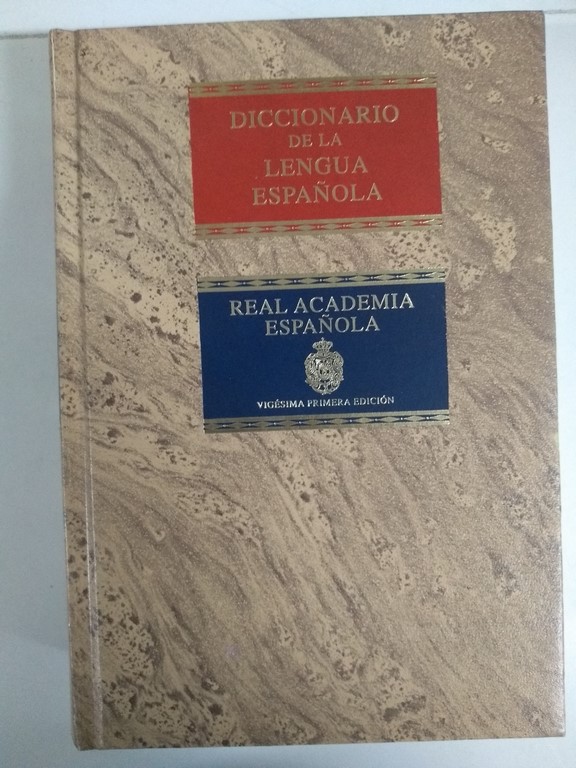 DICCIONARIO
DE LA
LENGUA
ESPAÑOLA
REAL ACADEMIA
ESPAÑOLA
VIGÉSIMA PRIMERA EDICIÓN